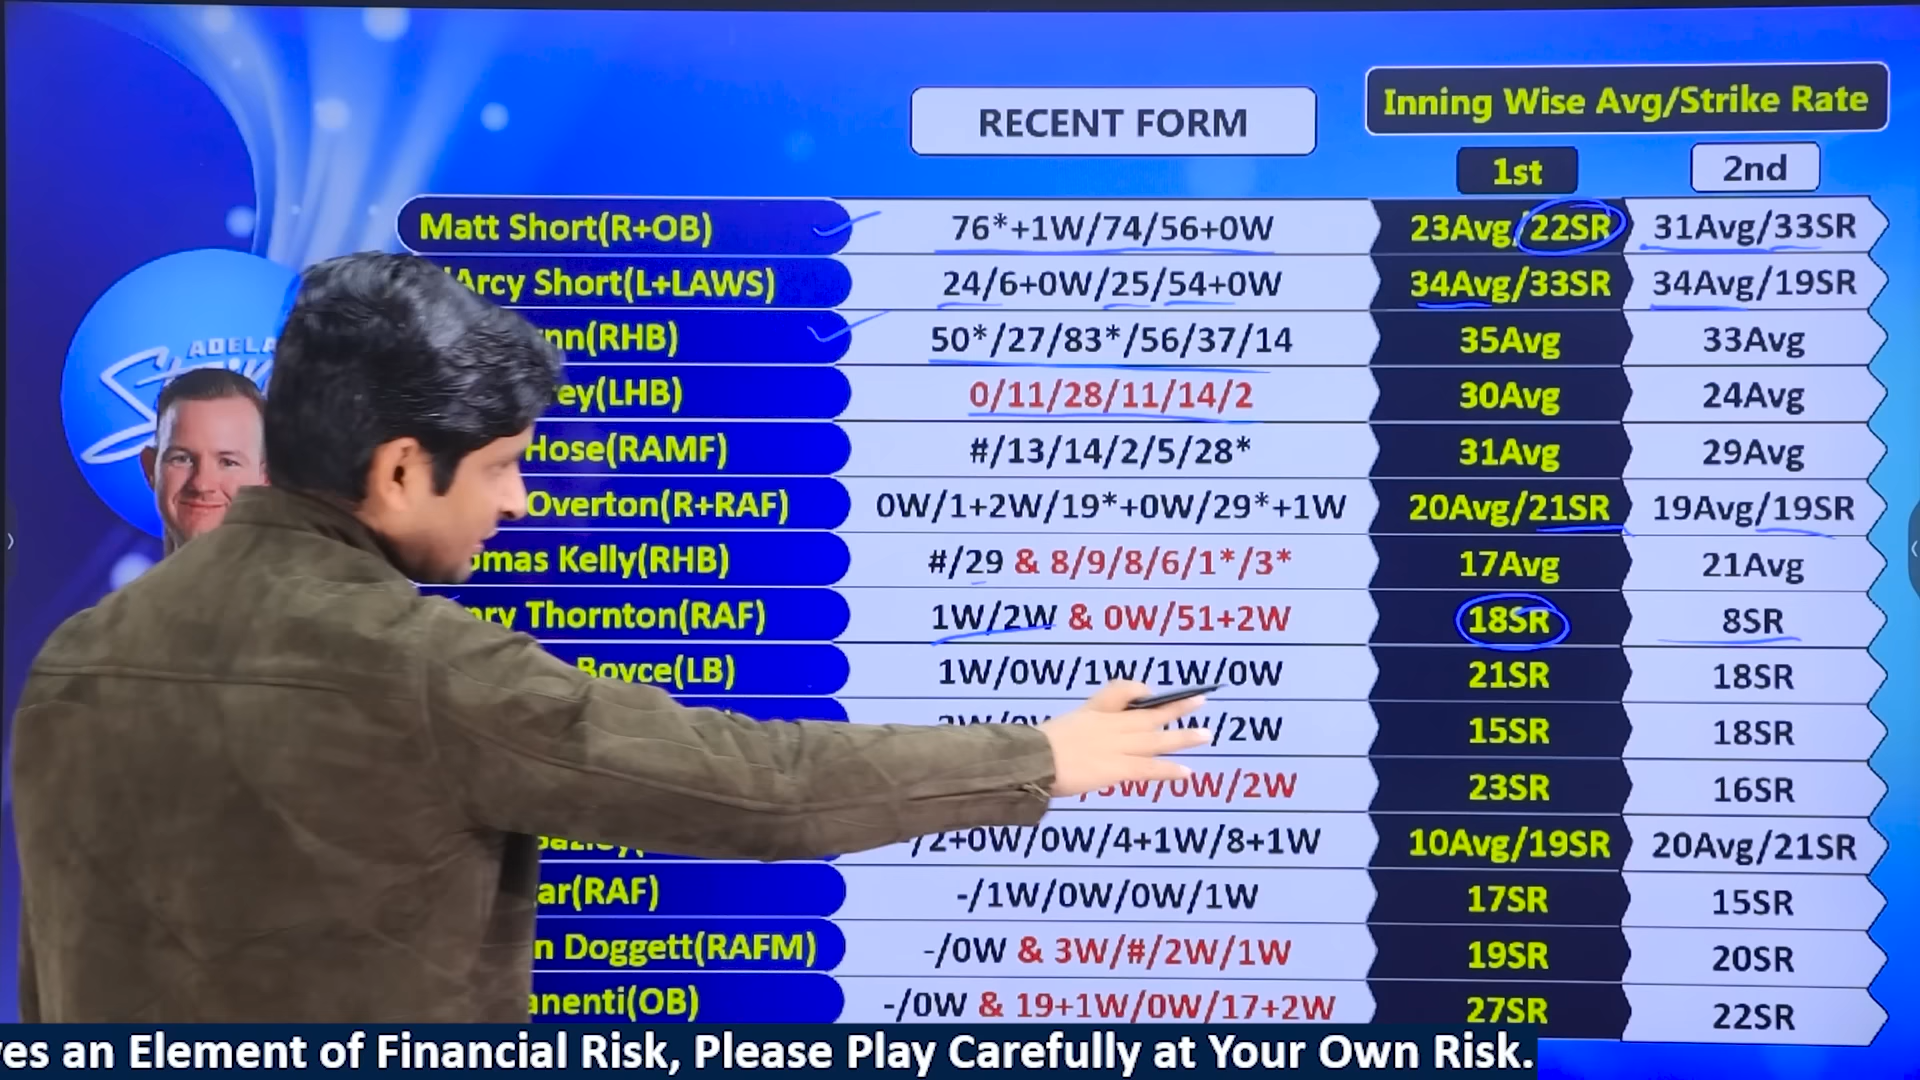 RECENT FORM
Inning Wise Avg/Strike Rate
1st
2nd
Matt Short(R+OB) 76*+1W/74/56+0W 23Avg/22SR 31Avg/33SR
Arcy Short(L+LAWS) 24/6+0W/25/54+0W 34Avg/33SR 34Avg/19SR
nn(RHB) 50*/27/83*/56/37/14 35Avg 33Avg
ADELA
rey(LHB) 0/11/28/11/14/2 30Avg 24Avg
Hose(RAMF) #/13/14/2/5/28* 31Avg 29Avg
Overton(R+RAF) 0W/1+2W/19*+0W/29*+1W 20Avg/21SR 19Avg/19SR
omas Kelly(RHB) #/29 & 8/9/8/6/1*/3* 17Avg 21Avg
nry Thornton(RAF) 1W/2W & 0W/51+2W 18SR 8SR
Boyce(LB) 1W/0W/1W/1W/0W 21SR 18SR
W/2W 15SR 18SR
/3W/0W/2W 23SR 16SR
/2+0W/0W/4+1W/8+1W 10Avg/19SR 20Avg/21SR
ar(RAF) -/1W/0W/0W/1W 17SR 15SR
n Doggett(RAFM) -/0W & 3W/#/2W/1W 19SR 20SR
anenti(OB) -/0W & 19+1W/0W/17+2W 27SR 22SR
es an Element of Financial Risk, Please Play Carefully at Your Own Risk.